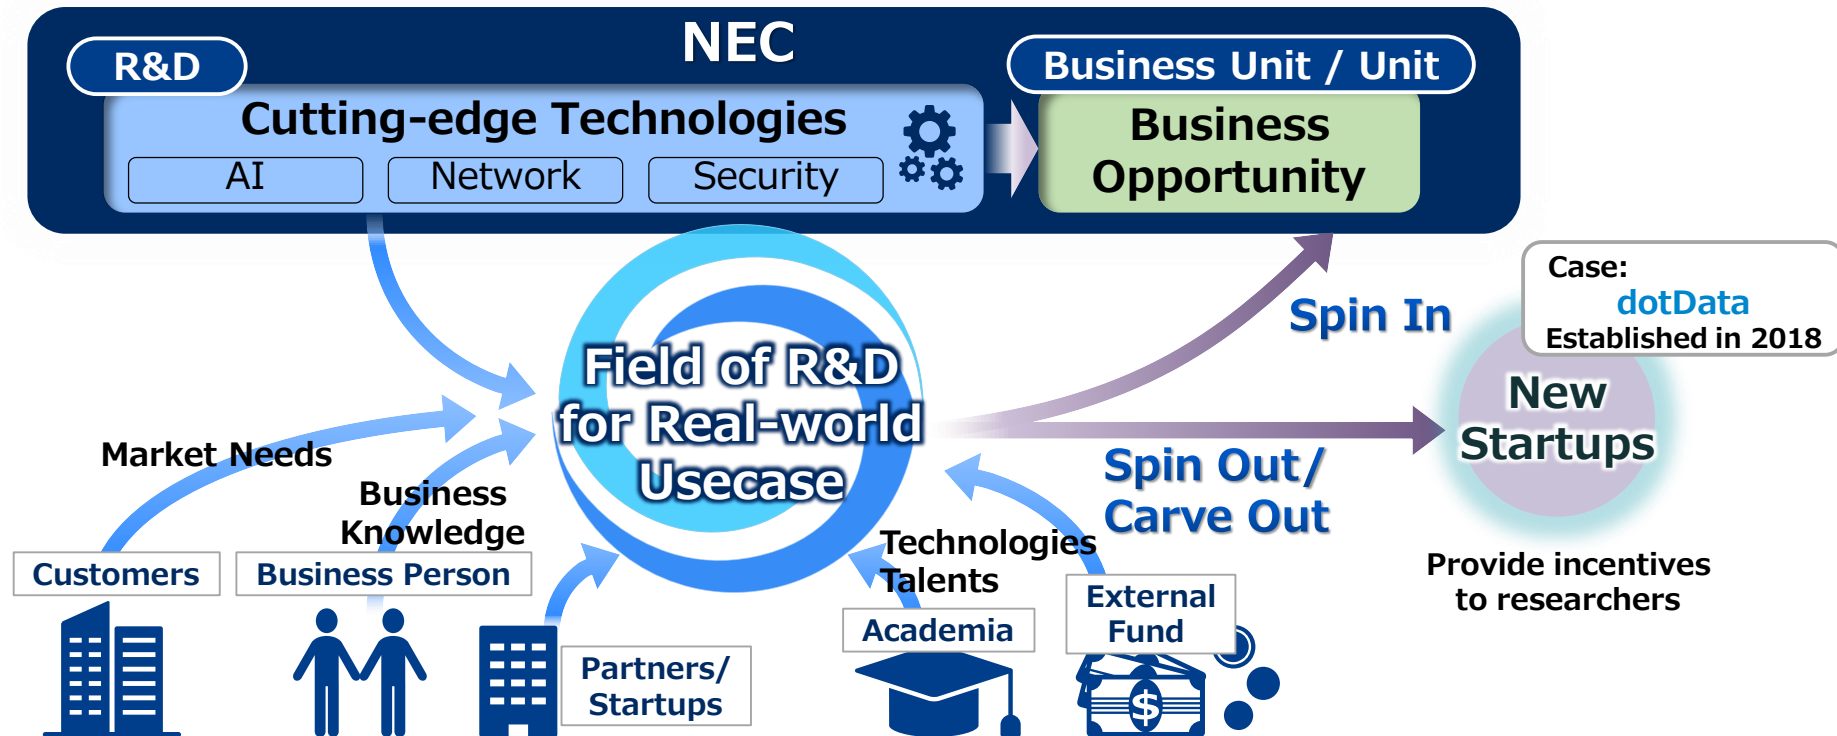 NEC
R&D
Business Unit / Unit
Cutting-edge Technologies
AI
Network
Security
Business
Opportunity
Field of R&D
for Real-world
Usecase
Spin In
Case:
dotData
Established in 2018
New
Startups
Spin Out/
Carve Out
Provide incentives
to researchers
Market Needs
Business
Knowledge
Customers
Business Person
Partners/
Startups
Technologies
Talents
Academia
External
Fund
$